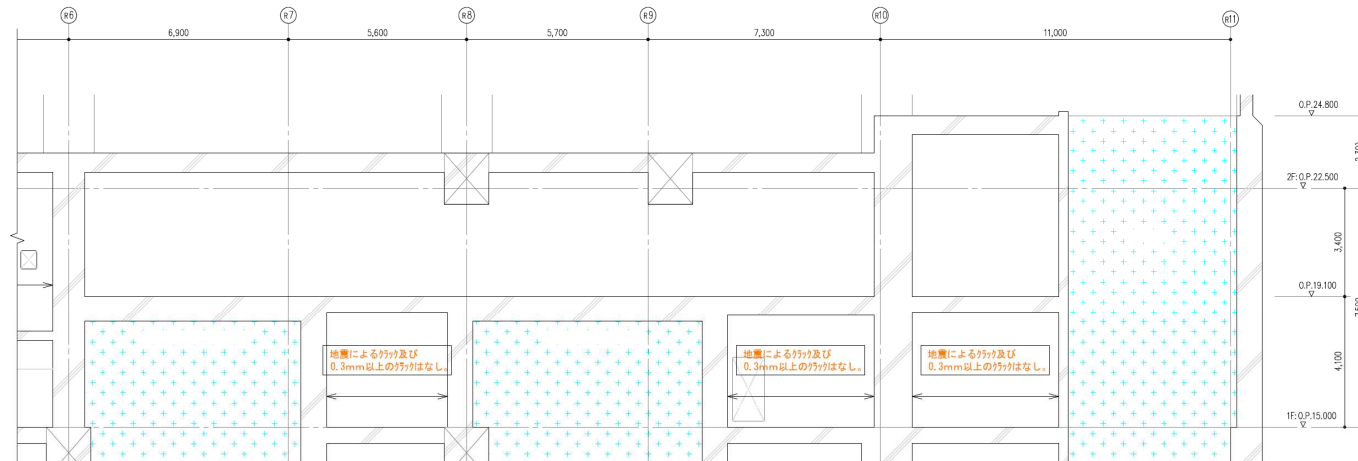 R6
R7
R8
R9
R10
R11
6,900
5,600
5,700
7,300
11,000
O.P.24.800
2F:O.P.22.500
3,400
O.P.19.100
4,100
1F:O.P.15.000
地震によるクラック及び
0.3mm以上のクラックはなし。
地震によるクラック及び
0.3mm以上のクラックはなし。
地震によるクラック及び
0.3mm以上のクラックはなし。